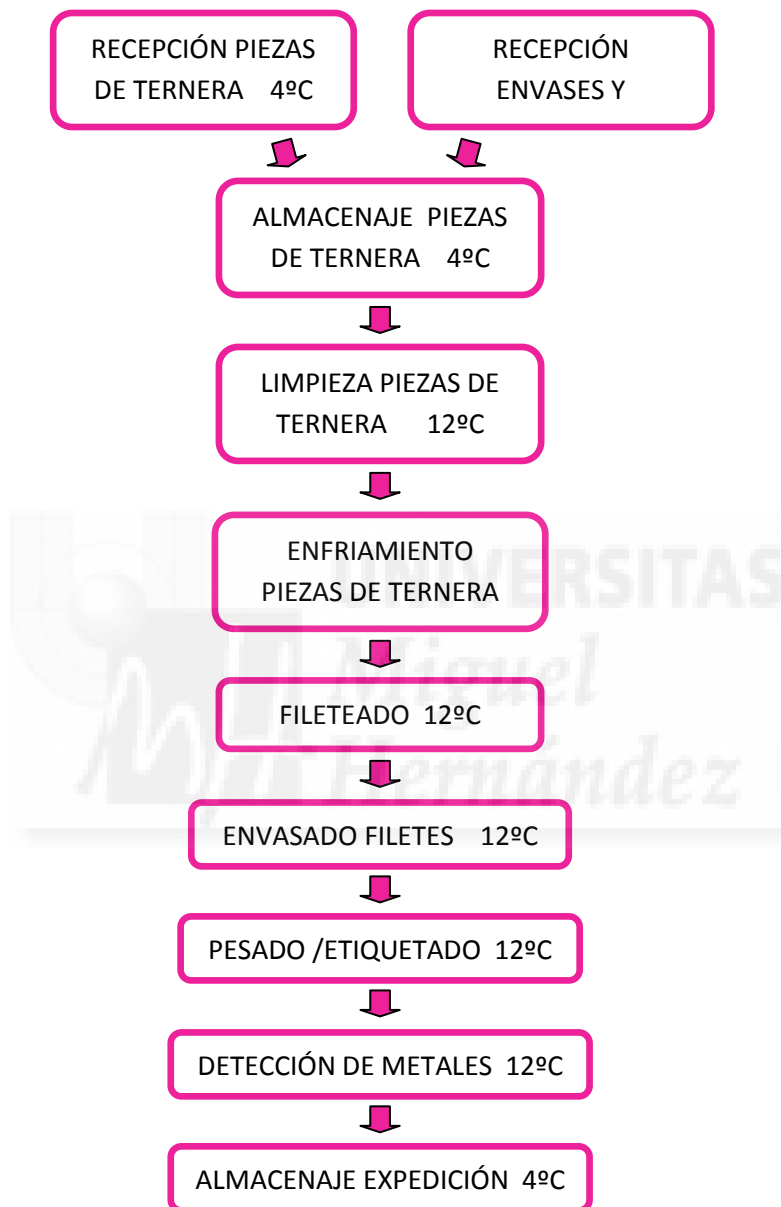 RECEPCIÓN PIEZAS
DE TERNERA 4ºC
RECEPCIÓN
ENVASES Y
ALMACENAJE PIEZAS
DE TERNERA 4ºC
LIMPIEZA PIEZAS DE
TERNERA 12ºC
ENFRIAMIENTO
PIEZAS DE TERNERA
FILETEADO 12ºC
ENVASADO FILETES 12ºC
PESADO /ETIQUETADO 12ºC
DETECCIÓN DE METALES 12ºC
ALMACENAJE EXPEDICIÓN 4ºC
UNIVERSITAS
Miguel
Hernández